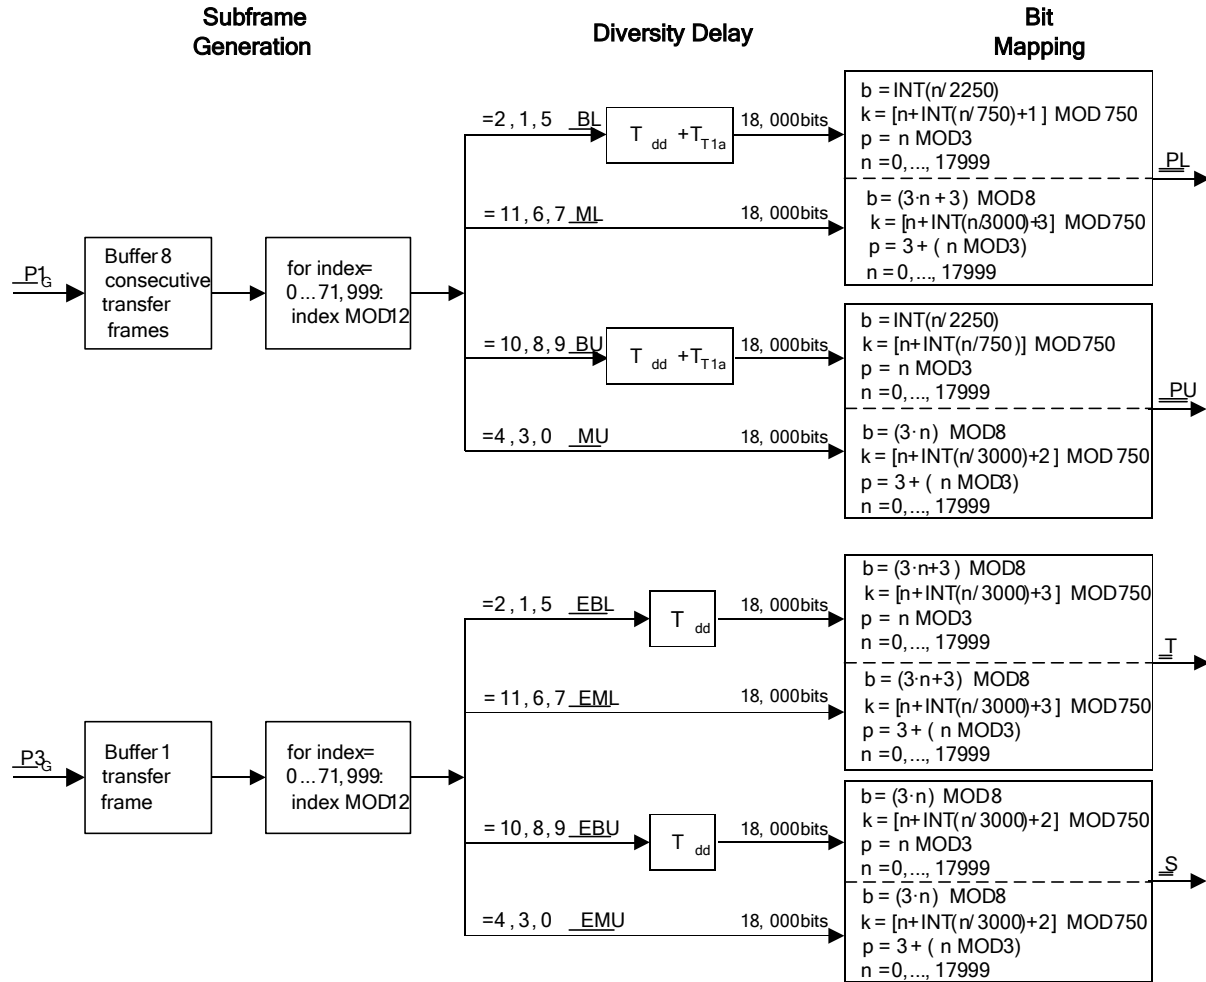 Subframe
Generation
Diversity Delay
Bit
Mapping
P1G
Buffer 8
consecutive
transfer
frames
for index=
0...71,999:
index MOD12
=2, 1, 5 BL
Tdd +TT1a
18, 000bits
b = INT(n/2250)
k = [n+INT(n/750)+1] MOD 750
p = n MOD3
n = 0,..., 17999
PL
= 11, 6, 7 ML
18, 000bits
b = (3·n + 3) MOD8
k = [n+INT(n/3000)+3] MOD750
p = 3 + ( n MOD3)
n = 0,..., 17999
= 10, 8, 9 BU
Tdd +TT1a
18, 000bits
b = INT(n/2250)
k = [n+INT(n/750)] MOD750
p = n MOD3
n = 0,..., 17999
PU
=4, 3, 0 MU
18, 000bits
b = (3·n) MOD8
k = [n+INT(n/3000)+2] MOD750
p = 3 + ( n MOD3)
n = 0,..., 17999
P3G
Buffer 1
transfer
frame
for index=
0...71,999:
index MOD12
=2, 1, 5 EBL
Tdd
18, 000bits
b = (3·n+3) MOD8
k = [n+INT(n/3000)+3] MOD750
p = n MOD3
n = 0,..., 17999
T
= 11, 6, 7 EML
18, 000bits
b = (3·n+3) MOD8
k = [n+INT(n/3000)+3] MOD750
p = 3 + ( n MOD3)
n = 0,..., 17999
= 10, 8, 9 EBU
Tdd
18, 000bits
b = (3·n) MOD8
k = [n+INT(n/3000)+2] MOD750
p = n MOD3
n = 0,..., 17999
S
=4, 3, 0 EMU
18, 000bits
b = (3·n) MOD8
k = [n+INT(n/3000)+2] MOD750
p = 3 + ( n MOD3)
n = 0,..., 17999